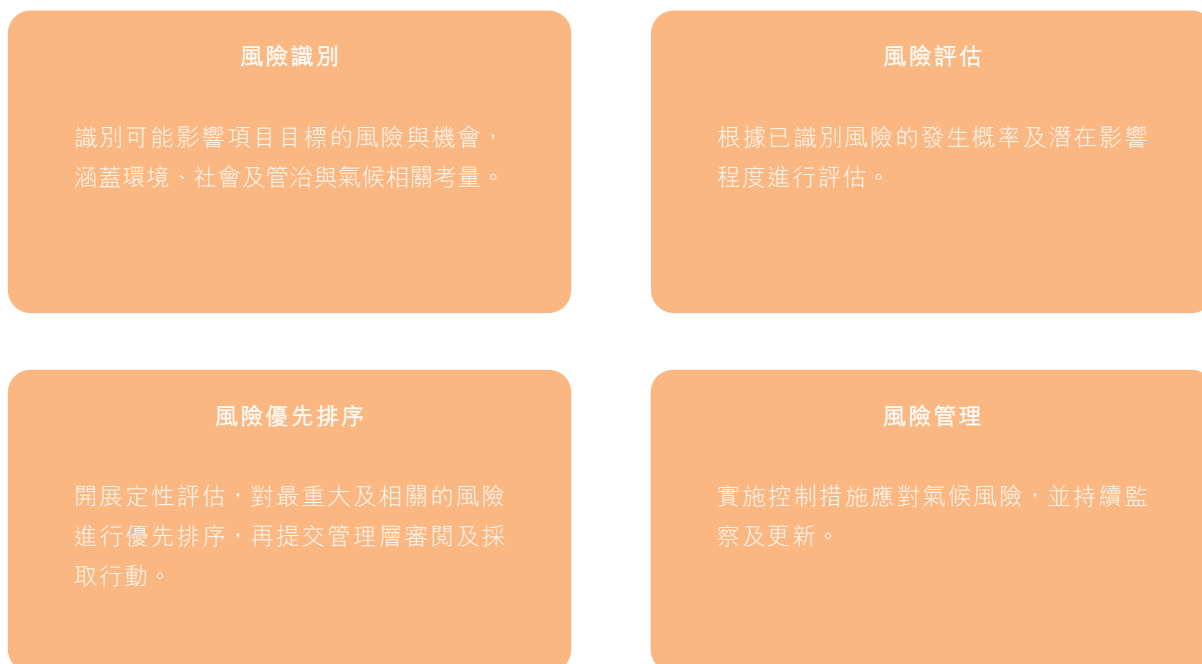 風險識別
識別可能影響項目目標的風險與機會，
涵蓋環境、社會及管治與氣候相關考量。
風險評估
根據已識別風險的發生概率及潛在影響
程度進行評估。
風險優先排序
開展定性評估，對最重大及相關的風險
進行優先排序，再提交管理層審閱及採
取行動。
風險管理
實施控制措施應對氣候風險，並持續監
察及更新。